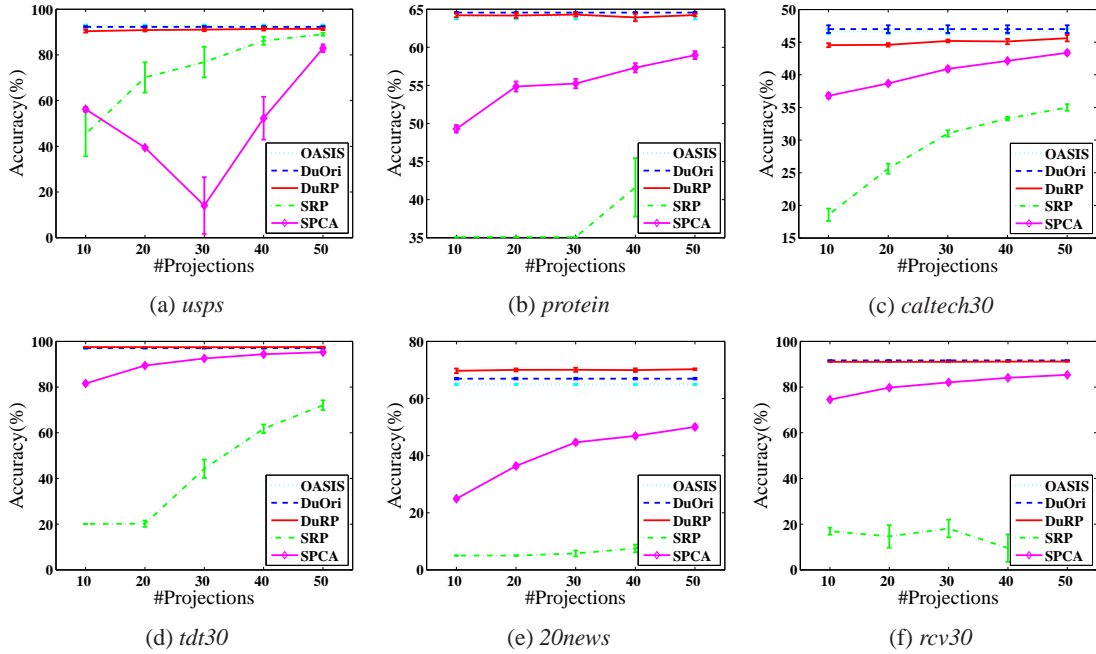 100
80
60
40
20
0
Accuracy(%)
10 20 30 40 50
#Projections
OASIS
DuOri
DuRP
SRP
SPCA
(a) usps
65
60
55
50
45
40
35
Accuracy(%)
10 20 30 40 50
#Projections
OASIS
DuOri
DuRP
SRP
SPCA
(b) protein
50
45
40
35
30
25
20
15
Accuracy(%)
10 20 30 40 50
#Projections
OASIS
DuOri
DuRP
SRP
SPCA
(c) caltech30
100
80
60
40
20
0
Accuracy(%)
10 20 30 40 50
#Projections
OASIS
DuOri
DuRP
SRP
SPCA
(d) tdt30
80
60
40
20
0
Accuracy(%)
10 20 30 40 50
#Projections
OASIS
DuOri
DuRP
SRP
SPCA
(e) 20news
100
80
60
40
20
0
Accuracy(%)
10 20 30 40 50
#Projections
OASIS
DuOri
DuRP
SRP
SPCA
(f) rcv30